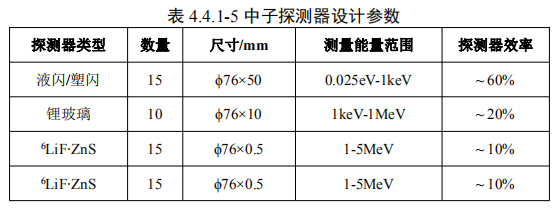 表 4.4.1-5 中子探测器设计参数
探测器类型 数量 尺寸/mm 测量能量范围 探测器效率
液闪/塑闪 15 ϕ76×50 0.025eV-1keV ~ 60%
锂玻璃 10 ϕ76×10 1keV-1MeV ~ 20%
⁶LiF·ZnS 15 ϕ76×0.5 1-5MeV ~ 10%
⁶LiF·ZnS 15 ϕ76×0.5 1-5MeV ~ 10%